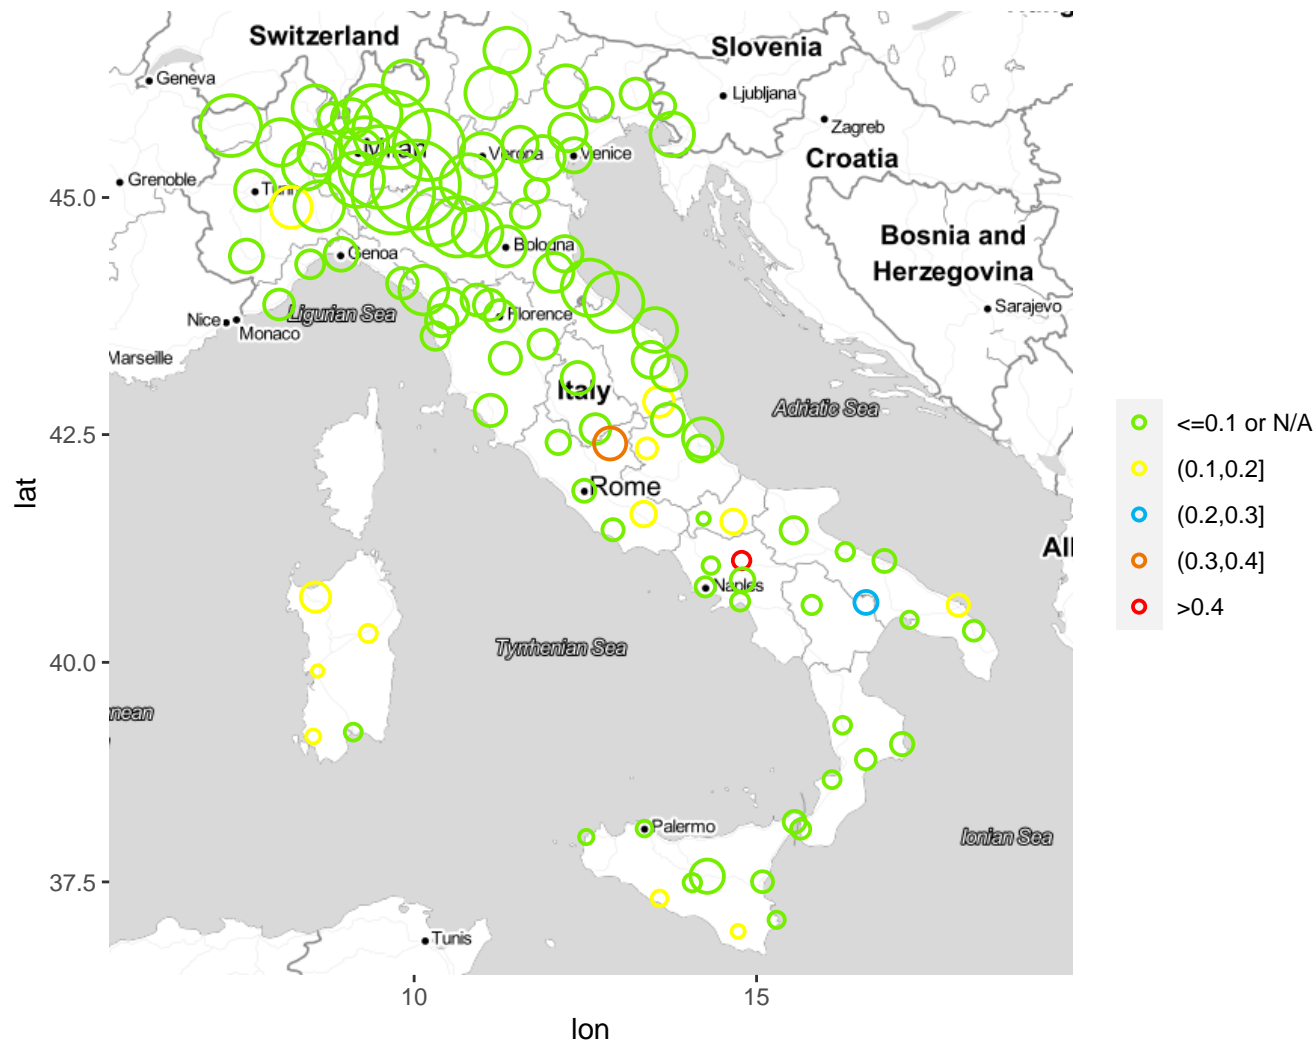 Switzerland
Slovenia
Geneva
Ljubljana
Zagreb
Croatia
Milan
Verona
Venice
Grenoble
45.0
Bosnia and
Herzegovina
Bologna
Genoa
Sarajevo
Ligurian Sea
Florence
Nice
Monaco
Marseille
Italy
Adriatic Sea
<=0.1 or N/A
42.5
(0.1,0.2]
lat
Rome
(0.2,0.3]
(0.3,0.4]
Naples
>0.4
Tyrrhenian Sea
40.0
nean
Palermo
Ionian Sea
37.5
Tunis
10
15
lon